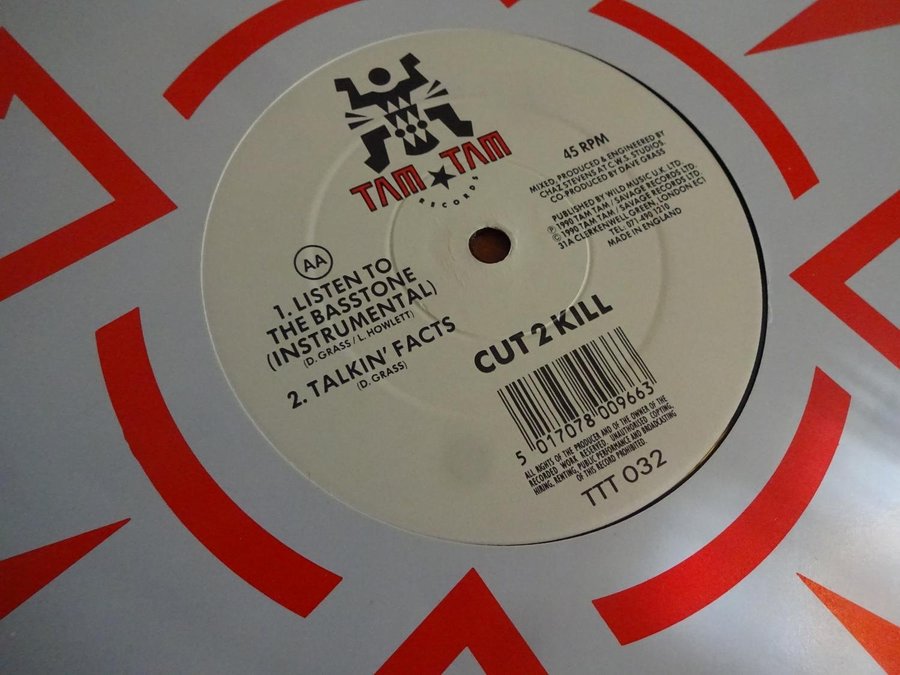 TAM TAM
RECORDS
45 RPM
MIXED, PRODUCED & ENGINEERED BY
CHAZ STEVENS AT C.W.S. STUDIOS.
CO-PRODUCED BY DAVE GRASS
PUBLISHED BY WILD MUSIC U.K. LTD.
℗ 1990 TAM TAM / SAVAGE RECORDS LTD.
© 1990 TAM TAM / SAVAGE RECORDS LTD
31A CLERKENWELL GREEN, LONDON EC1
TEL: 071 490 1210
MADE IN ENGLAND
AA
1. LISTEN TO
THE BASSTONE
(INSTRUMENTAL)
(D. GRASS / L. HOWLETT)
2. TALKIN' FACTS
(D. GRASS)
CUT 2 KILL
5 017078 009663
ALL RIGHTS OF THE PRODUCER AND OF THE OWNER OF THE
RECORDED WORK RESERVED. UNAUTHORISED COPYING,
HIRING, RENTING, PUBLIC PERFORMANCE AND BROADCASTING
OF THIS RECORD PROHIBITED.
TTT 032